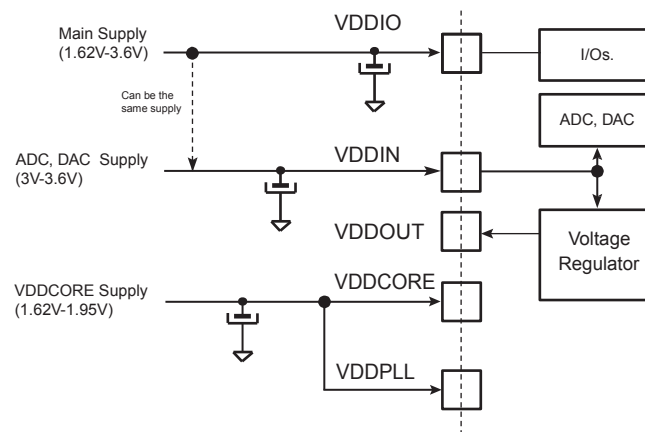 Main Supply
(1.62V-3.6V)
VDDIO
I/Os.
Can be the
same supply
ADC, DAC
ADC, DAC Supply
(3V-3.6V)
VDDIN
VDDOUT
Voltage
Regulator
VDDCORE Supply
(1.62V-1.95V)
VDDCORE
VDDPLL